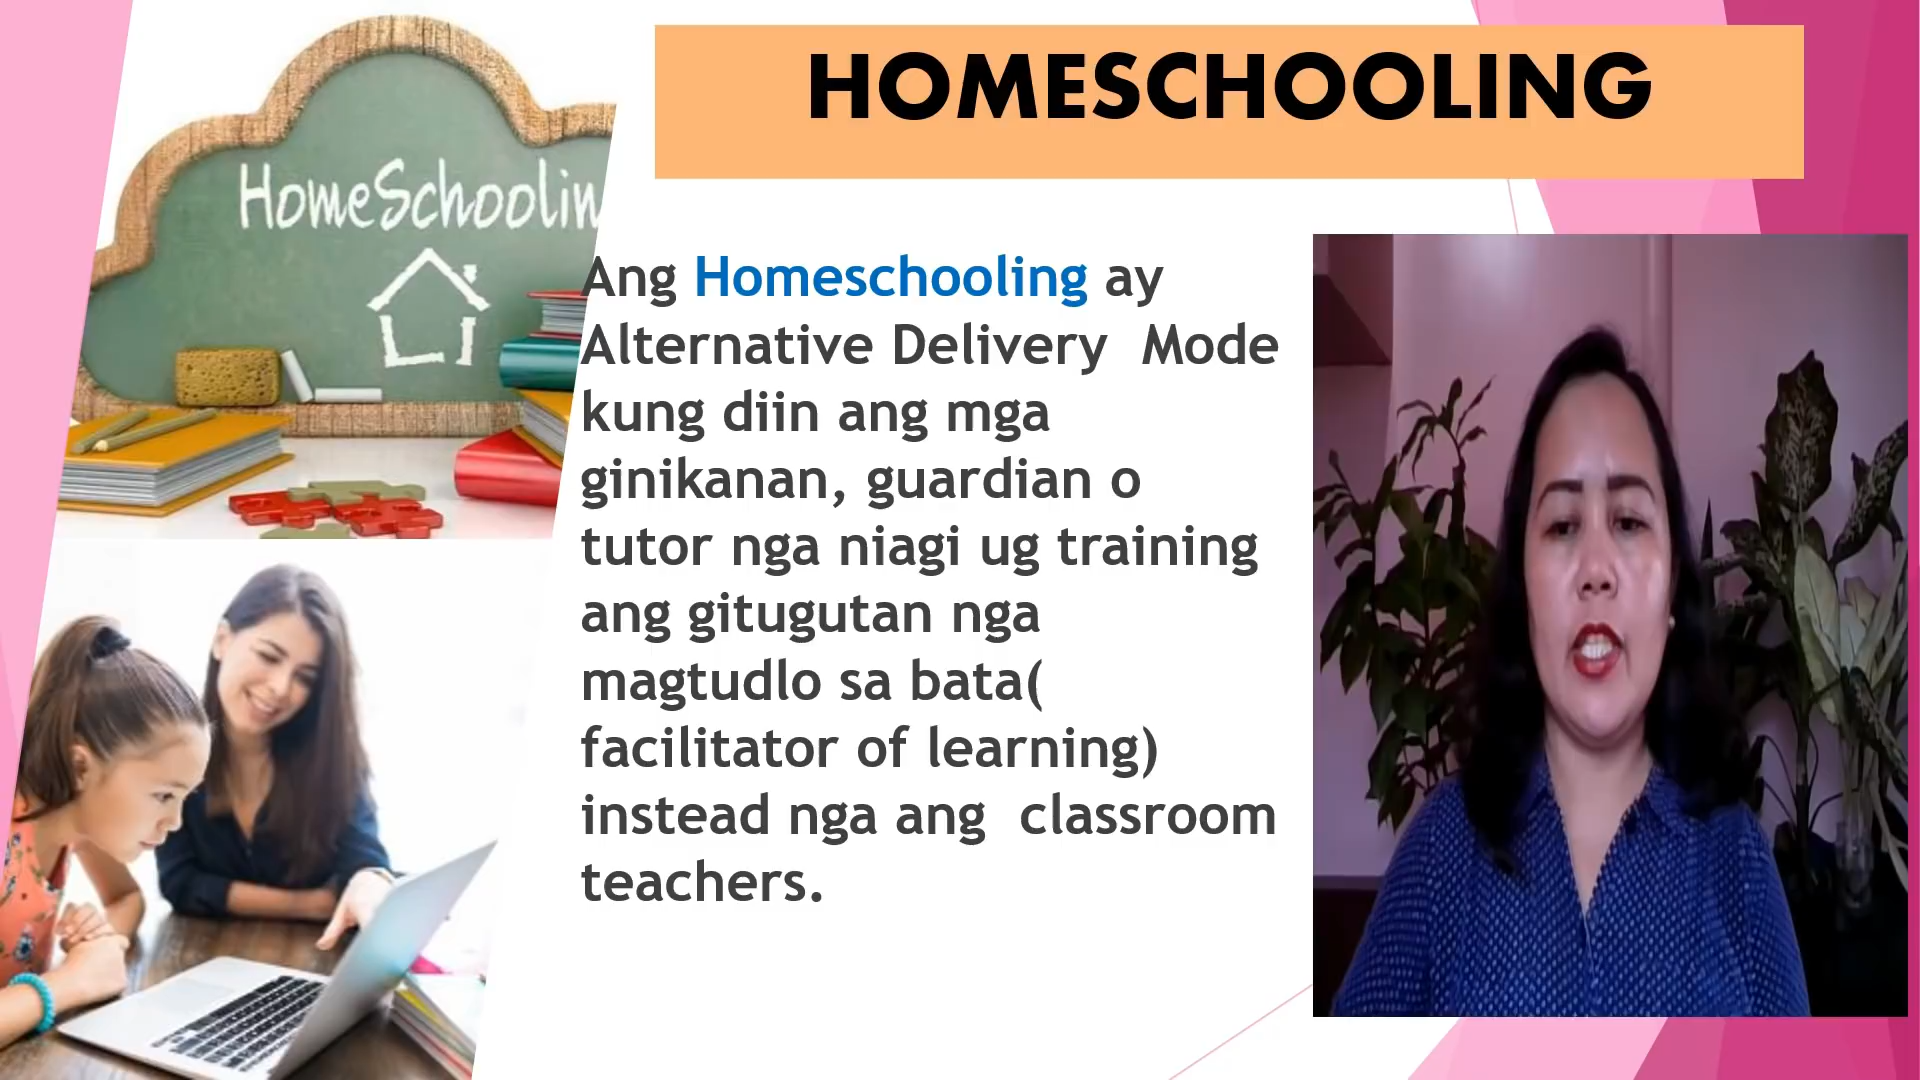 HOMESCHOOLING
HomeSchoolin
Ang Homeschooling ay
Alternative Delivery Mode
kung diin ang mga
ginikanan, guardian o
tutor nga niagi ug training
ang gitugutan nga
magtudlo sa bata(
facilitator of learning)
instead nga ang classroom
teachers.